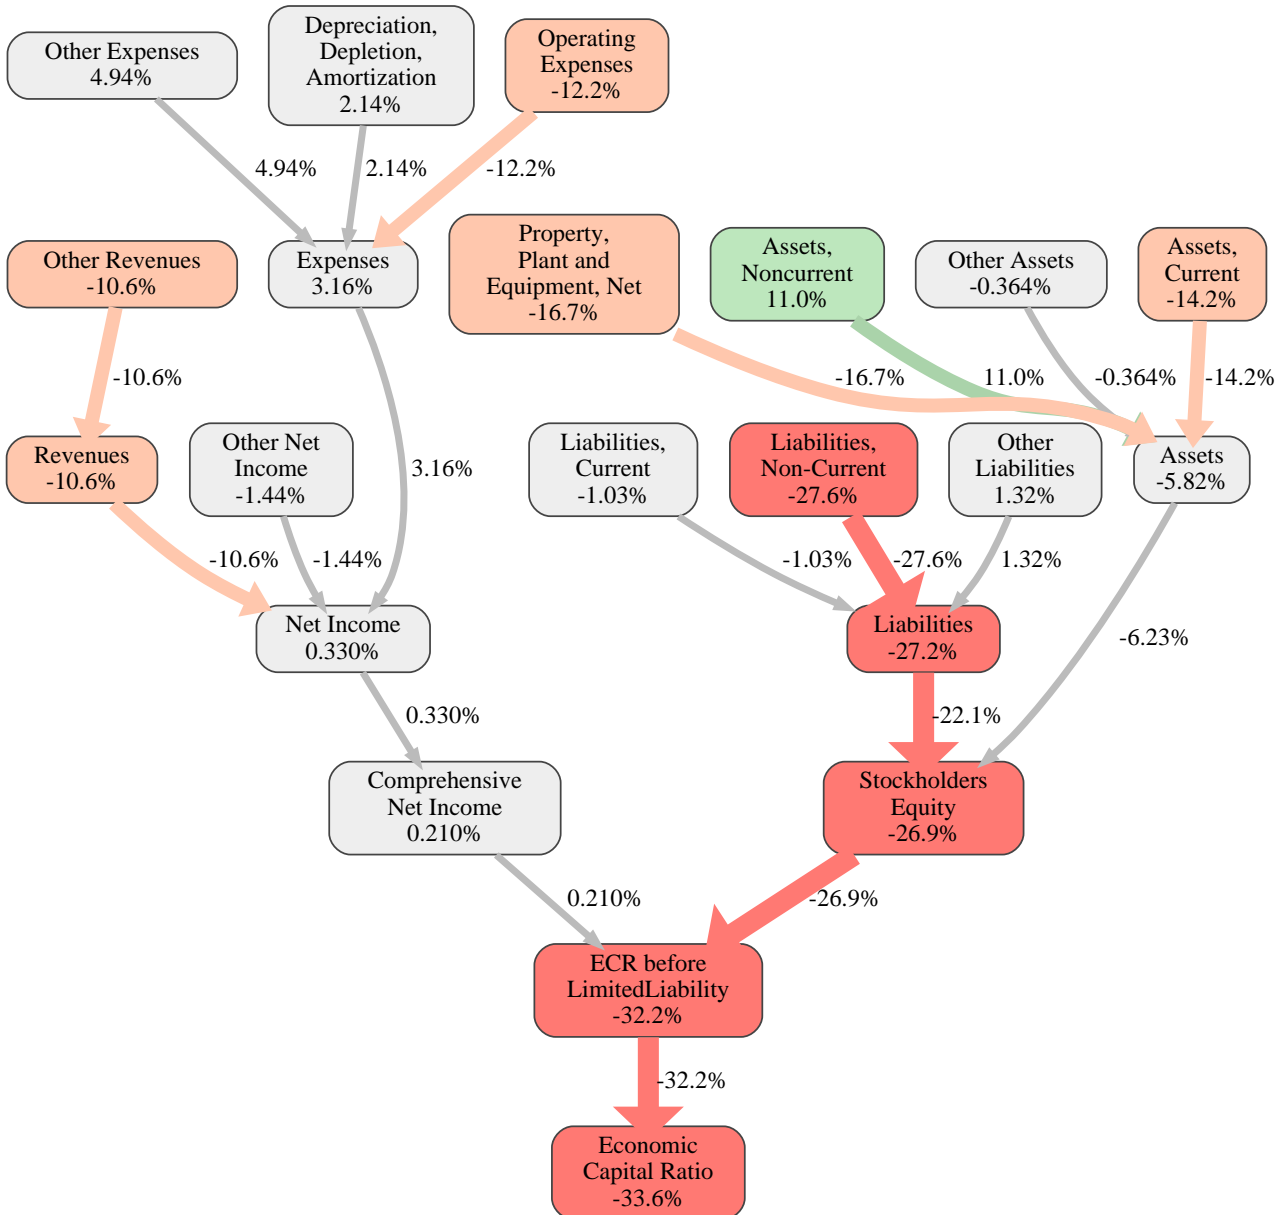 Other Expenses
4.94%
Depreciation,
Depletion,
Amortization
2.14%
Operating
Expenses
-12.2%
4.94%
2.14%
-12.2%
Other Revenues
-10.6%
Expenses
3.16%
Property,
Plant and
Equipment, Net
-16.7%
Assets,
Noncurrent
11.0%
Other Assets
-0.364%
Assets,
Current
-14.2%
-10.6%
-16.7%
11.0%
-0.364%
-14.2%
Revenues
-10.6%
Other Net
Income
-1.44%
3.16%
Liabilities,
Current
-1.03%
Liabilities,
Non-Current
-27.6%
Other
Liabilities
1.32%
Assets
-5.82%
-10.6%
-1.44%
-1.03%
-27.6%
1.32%
Net Income
0.330%
Liabilities
-27.2%
-6.23%
0.330%
-22.1%
Comprehensive
Net Income
0.210%
Stockholders
Equity
-26.9%
0.210%
-26.9%
ECR before
LimitedLiability
-32.2%
-32.2%
Economic
Capital Ratio
-33.6%